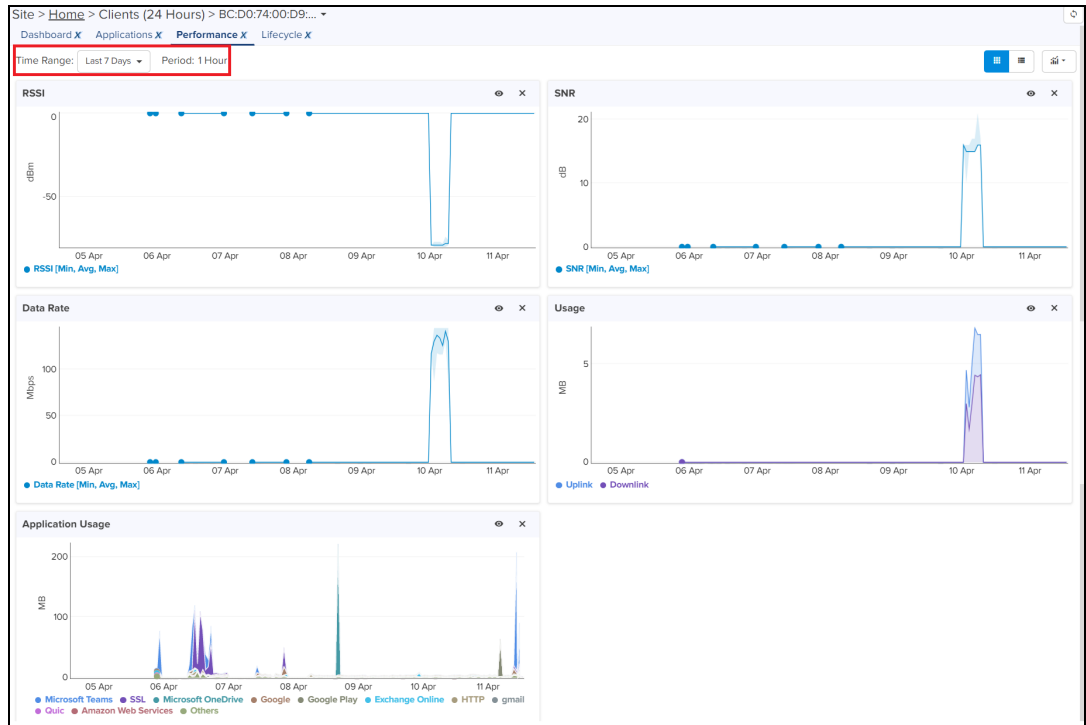 Site > Home > Clients (24 Hours) > BC:D0:74:00:D9:...
Dashboard X Applications X Performance X Lifecycle X
Time Range: Last 7 Days Period: 1 Hour
RSSI
0
-50
dBm
05 Apr 06 Apr 07 Apr 08 Apr 09 Apr 10 Apr 11 Apr
RSSI [Min, Avg, Max]
SNR
20
10
0
dB
05 Apr 06 Apr 07 Apr 08 Apr 09 Apr 10 Apr 11 Apr
SNR [Min, Avg, Max]
Data Rate
100
50
0
Mbps
05 Apr 06 Apr 07 Apr 08 Apr 09 Apr 10 Apr 11 Apr
Data Rate [Min, Avg, Max]
Usage
5
0
MB
05 Apr 06 Apr 07 Apr 08 Apr 09 Apr 10 Apr 11 Apr
Uplink Downlink
Application Usage
200
100
0
MB
05 Apr 06 Apr 07 Apr 08 Apr 09 Apr 10 Apr 11 Apr
Microsoft Teams SSL Microsoft OneDrive Google Google Play Exchange Online HTTP gmail
Quic Amazon Web Services Others